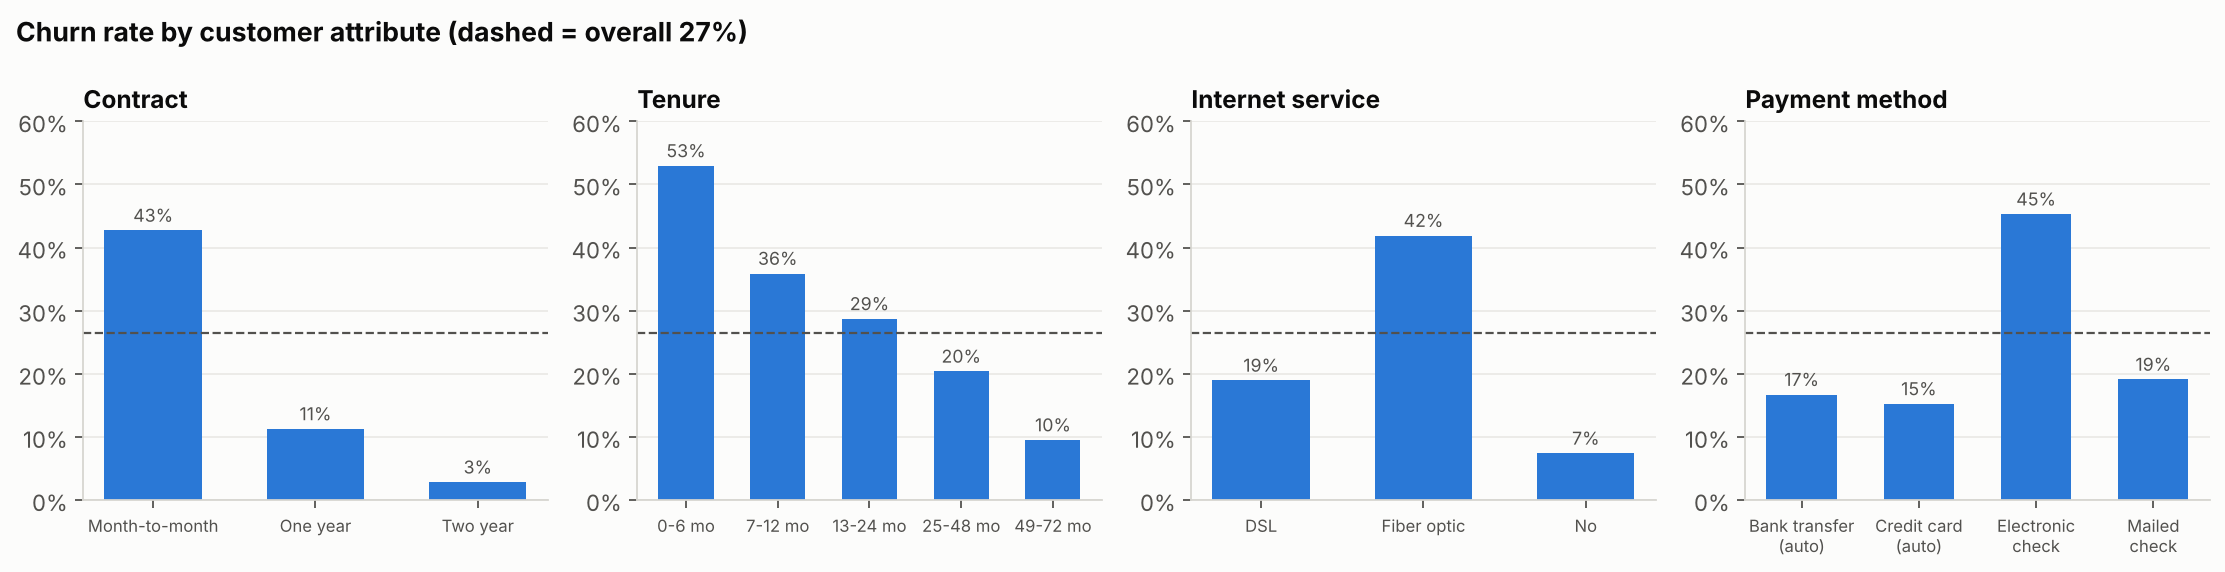 Churn rate by customer attribute (dashed = overall 27%)
Contract
60%
50%
40%
30%
20%
10%
0%
43%
11%
3%
Month-to-month
One year
Two year
Tenure
60%
50%
40%
30%
20%
10%
0%
53%
36%
29%
20%
10%
0-6 mo
7-12 mo
13-24 mo
25-48 mo
49-72 mo
Internet service
60%
50%
40%
30%
20%
10%
0%
19%
42%
7%
DSL
Fiber optic
No
Payment method
60%
50%
40%
30%
20%
10%
0%
17%
15%
45%
19%
Bank transfer
(auto)
Credit card
(auto)
Electronic
check
Mailed
check